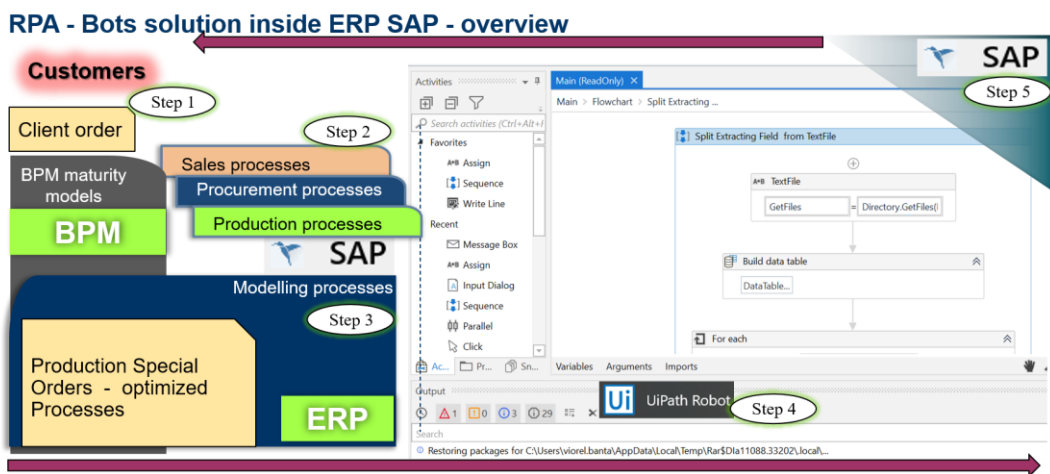 RPA - Bots solution inside ERP SAP - overview
Customers
Step 1
Client order
Step 2
BPM maturity
models
BPM
Sales processes
Procurement processes
Production processes
SAP
Modelling processes
Step 3
Production Special
Orders - optimized
Processes
ERP
SAP
Step 5
Activities
Main (ReadOnly)
Main > Flowchart > Split Extracting ...
Search activities (Ctrl+Alt+F
Favorites
A+B Assign
Sequence
Write Line
Recent
Message Box
A+B Assign
Input Dialog
Sequence
Parallel
Click
Split Extracting Field from TextFile
A+B TextFile
GetFiles = Directory.GetFiles(
Build data table
DataTable...
For each
Ac... Pr... Sn...
Variables Arguments Imports
Output
1 0 3 29
Ui UiPath Robot
Step 4
Search
Restoring packages for C:\Users\viorel.banta\AppData\Local\Temp\Rar$DIa11088.33202\.local\...